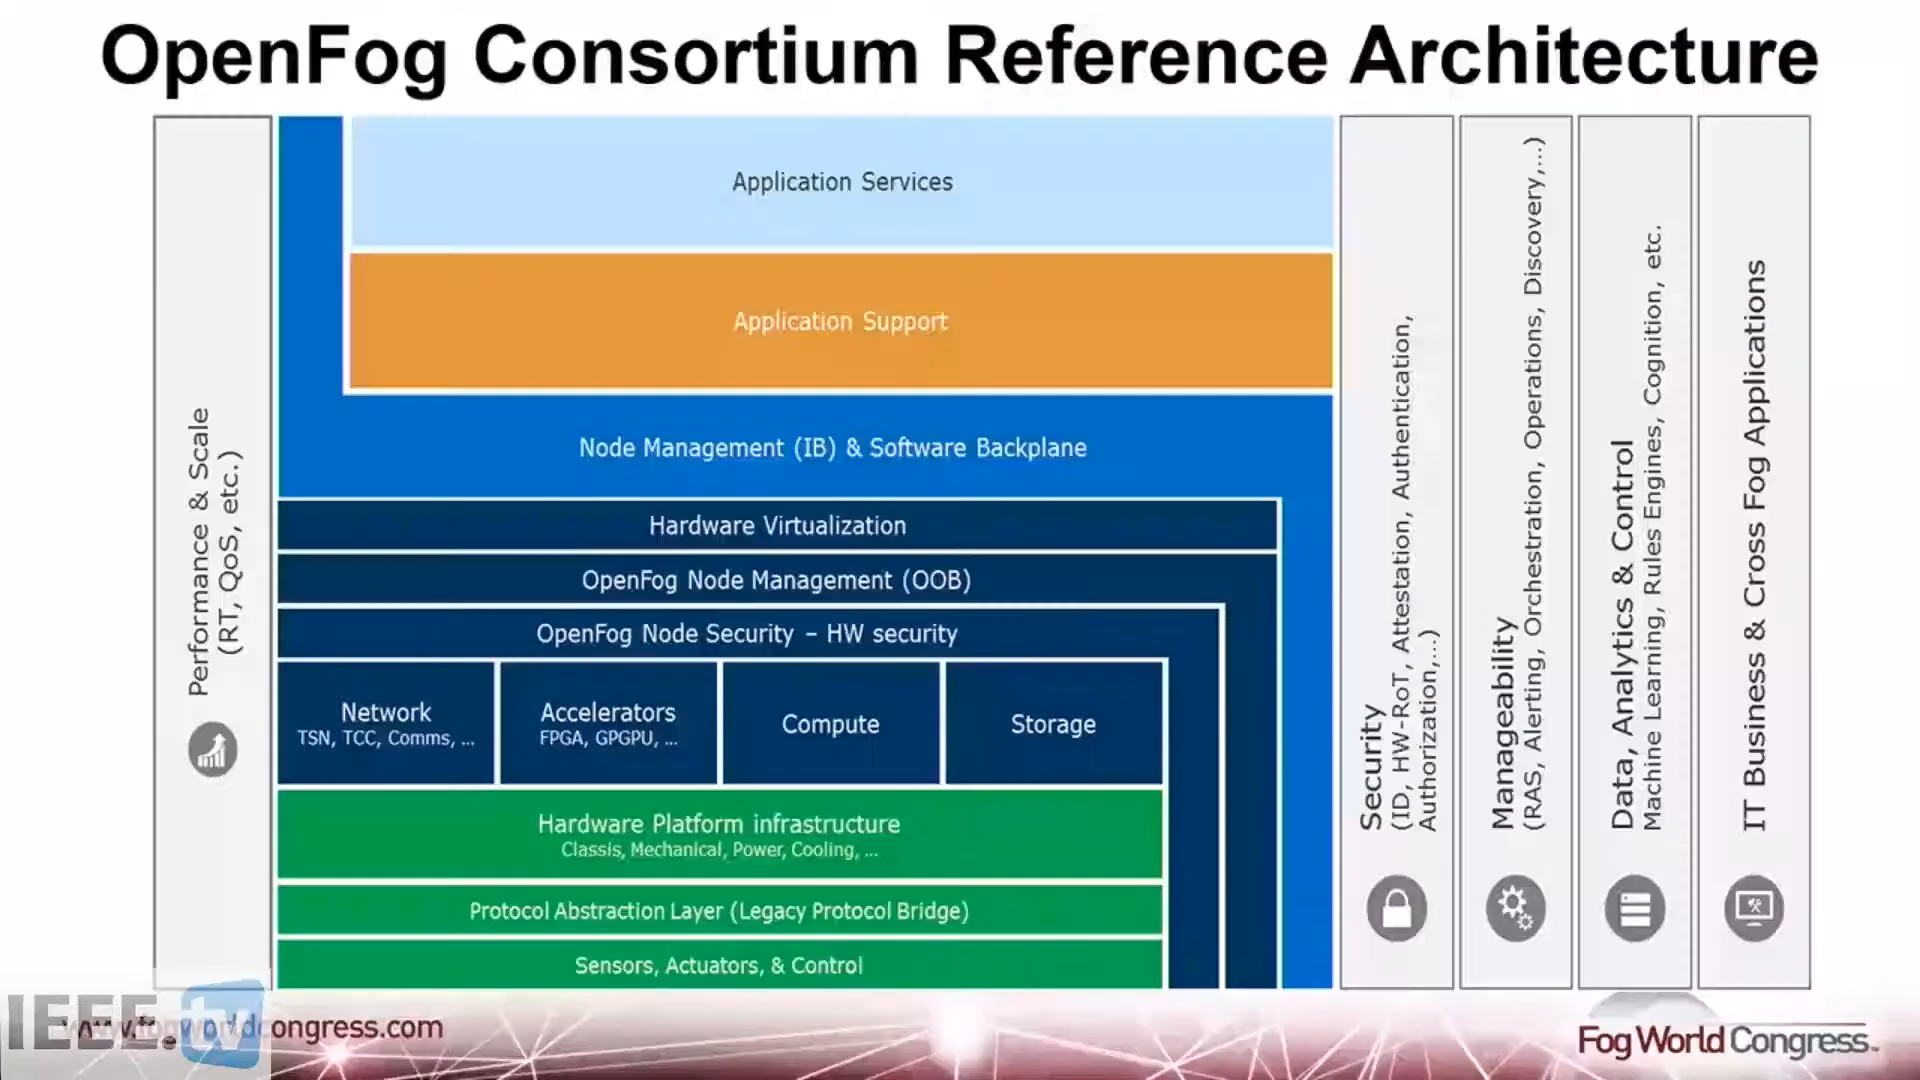 OpenFog Consortium Reference Architecture
Performance & Scale
(RT, QoS, etc.)
Application Services
Application Support
Node Management (IB) & Software Backplane
Hardware Virtualization
OpenFog Node Management (OOB)
OpenFog Node Security – HW security
Network
TSN, TCC, Comms, ...
Accelerators
FPGA, GPGPU, ...
Compute
Storage
Hardware Platform infrastructure
Classis, Mechanical, Power, Cooling, ...
Protocol Abstraction Layer (Legacy Protocol Bridge)
Sensors, Actuators, & Control
Security
(ID, HW-RoT, Attestation, Authentication,
Authorization,...)
Manageability
(RAS, Alerting, Orchestration, Operations, Discovery,...)
Data, Analytics & Control
Machine Learning, Rules Engines, Cognition, etc.
IT Business & Cross Fog Applications
IEEE.tv
www.fogworldcongress.com
Fog World Congress